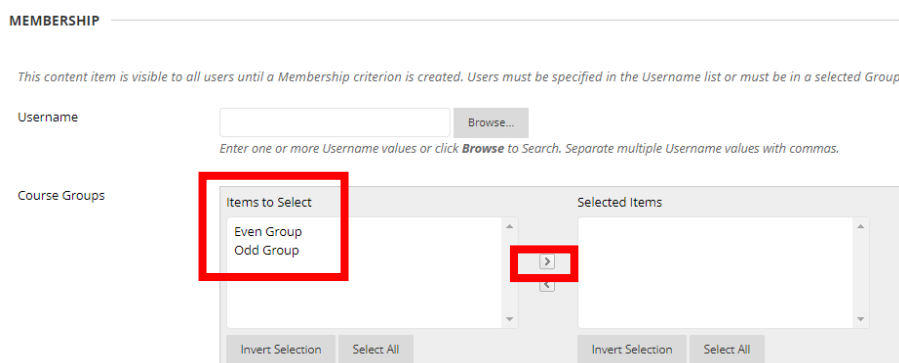 MEMBERSHIP
This content item is visible to all users until a Membership criterion is created. Users must be specified in the Username list or must be in a selected Group
Username
Browse...
Enter one or more Username values or click Browse to Search. Separate multiple Username values with commas.
Course Groups
Items to Select
Selected Items
Even Group
Odd Group
>
<
Invert Selection
Select All
Invert Selection
Select All